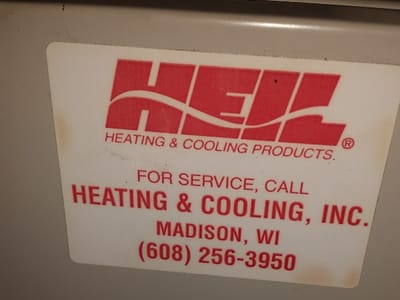 HEIL®
HEATING & COOLING PRODUCTS.
FOR SERVICE, CALL
HEATING & COOLING, INC.
MADISON, WI
(608) 256-3950